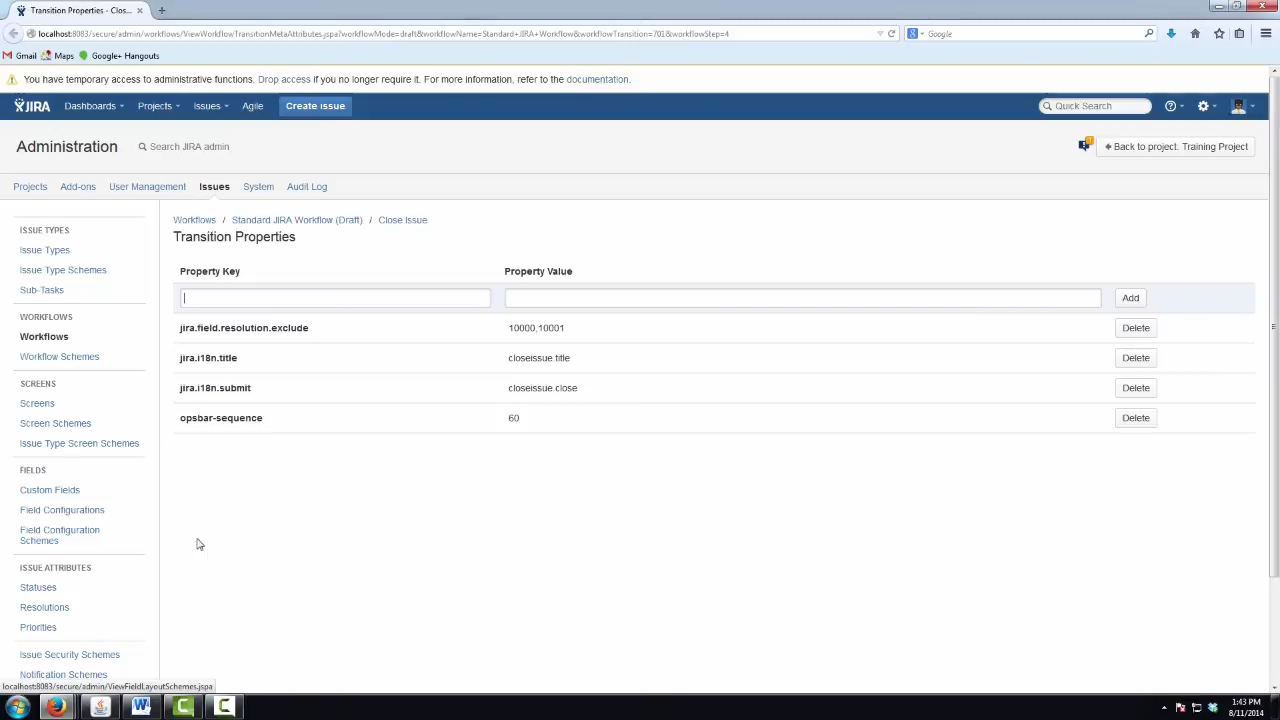 Transition Properties - Clos...
localhost:8083/secure/admin/workflows/ViewWorkflowTransitionMetaAttributes.jspa?workflowMode=draft&workflowName=Standard+JIRA+Workflow&workflowTransition=701&workflowStep=4
Google
Gmail Maps Google+ Hangouts
You have temporary access to administrative functions. Drop access if you no longer require it. For more information, refer to the documentation.
JIRA Dashboards Projects Issues Agile Create issue Quick Search
Administration Search JIRA admin Back to project: Training Project
Projects Add-ons User Management Issues System Audit Log
ISSUE TYPES
Issue Types
Issue Type Schemes
Sub-Tasks
WORKFLOWS
Workflows
Workflow Schemes
SCREENS
Screens
Screen Schemes
Issue Type Screen Schemes
FIELDS
Custom Fields
Field Configurations
Field Configuration
Schemes
ISSUE ATTRIBUTES
Statuses
Resolutions
Priorities
Issue Security Schemes
Notification Schemes
Workflows / Standard JIRA Workflow (Draft) / Close Issue
Transition Properties
Property Key Property Value
Add
jira.field.resolution.exclude 10000,10001 Delete
jira.i18n.title closeissue.title Delete
jira.i18n.submit closeissue.close Delete
opsbar-sequence 60 Delete
localhost:8083/secure/admin/ViewFieldLayoutSchemes.jspa
1:43 PM
8/11/2014